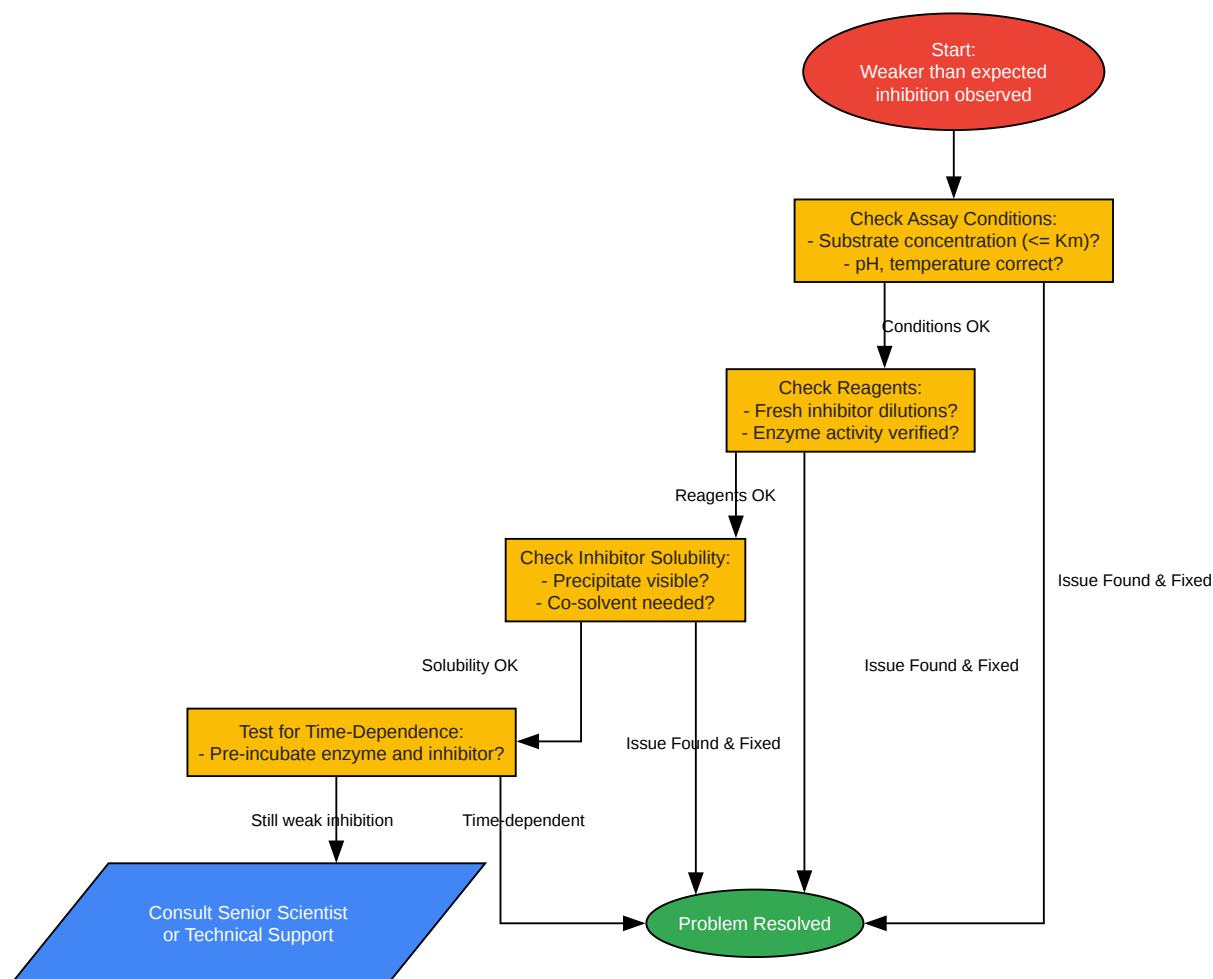 Start:
Weaker than expected
inhibition observed
Check Assay Conditions:
- Substrate concentration (<= Km)?
- pH, temperature correct?
Conditions OK
Check Reagents:
- Fresh inhibitor dilutions?
- Enzyme activity verified?
Reagents OK
Check Inhibitor Solubility:
- Precipitate visible?
- Co-solvent needed?
Issue Found & Fixed
Solubility OK
Issue Found & Fixed
Test for Time-Dependence:
- Pre-incubate enzyme and inhibitor?
Issue Found & Fixed
Still weak inhibition
Time-dependent
Consult Senior Scientist
or Technical Support
Problem Resolved